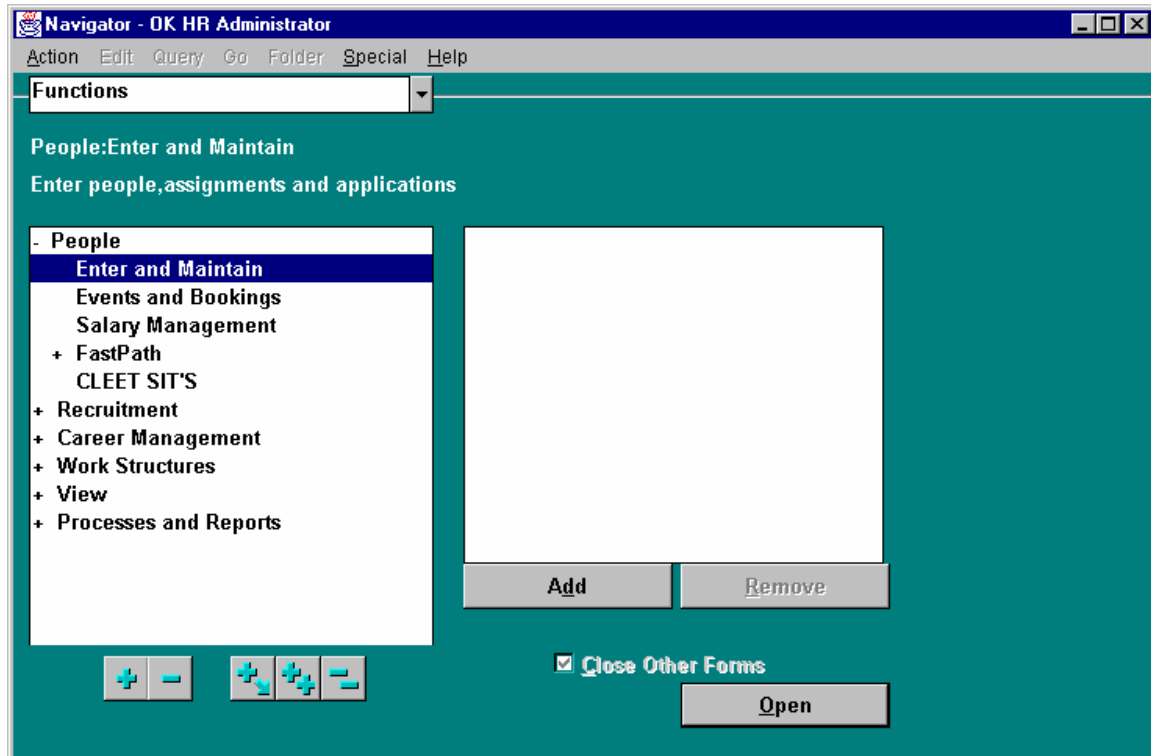 Navigator - OK HR Administrator
Action Edit Query Go Folder Special Help
Functions
People:Enter and Maintain
Enter people,assignments and applications
- People
Enter and Maintain
Events and Bookings
Salary Management
+ FastPath
CLEET SIT'S
+ Recruitment
+ Career Management
+ Work Structures
+ View
+ Processes and Reports
Add Remove
Close Other Forms
Open